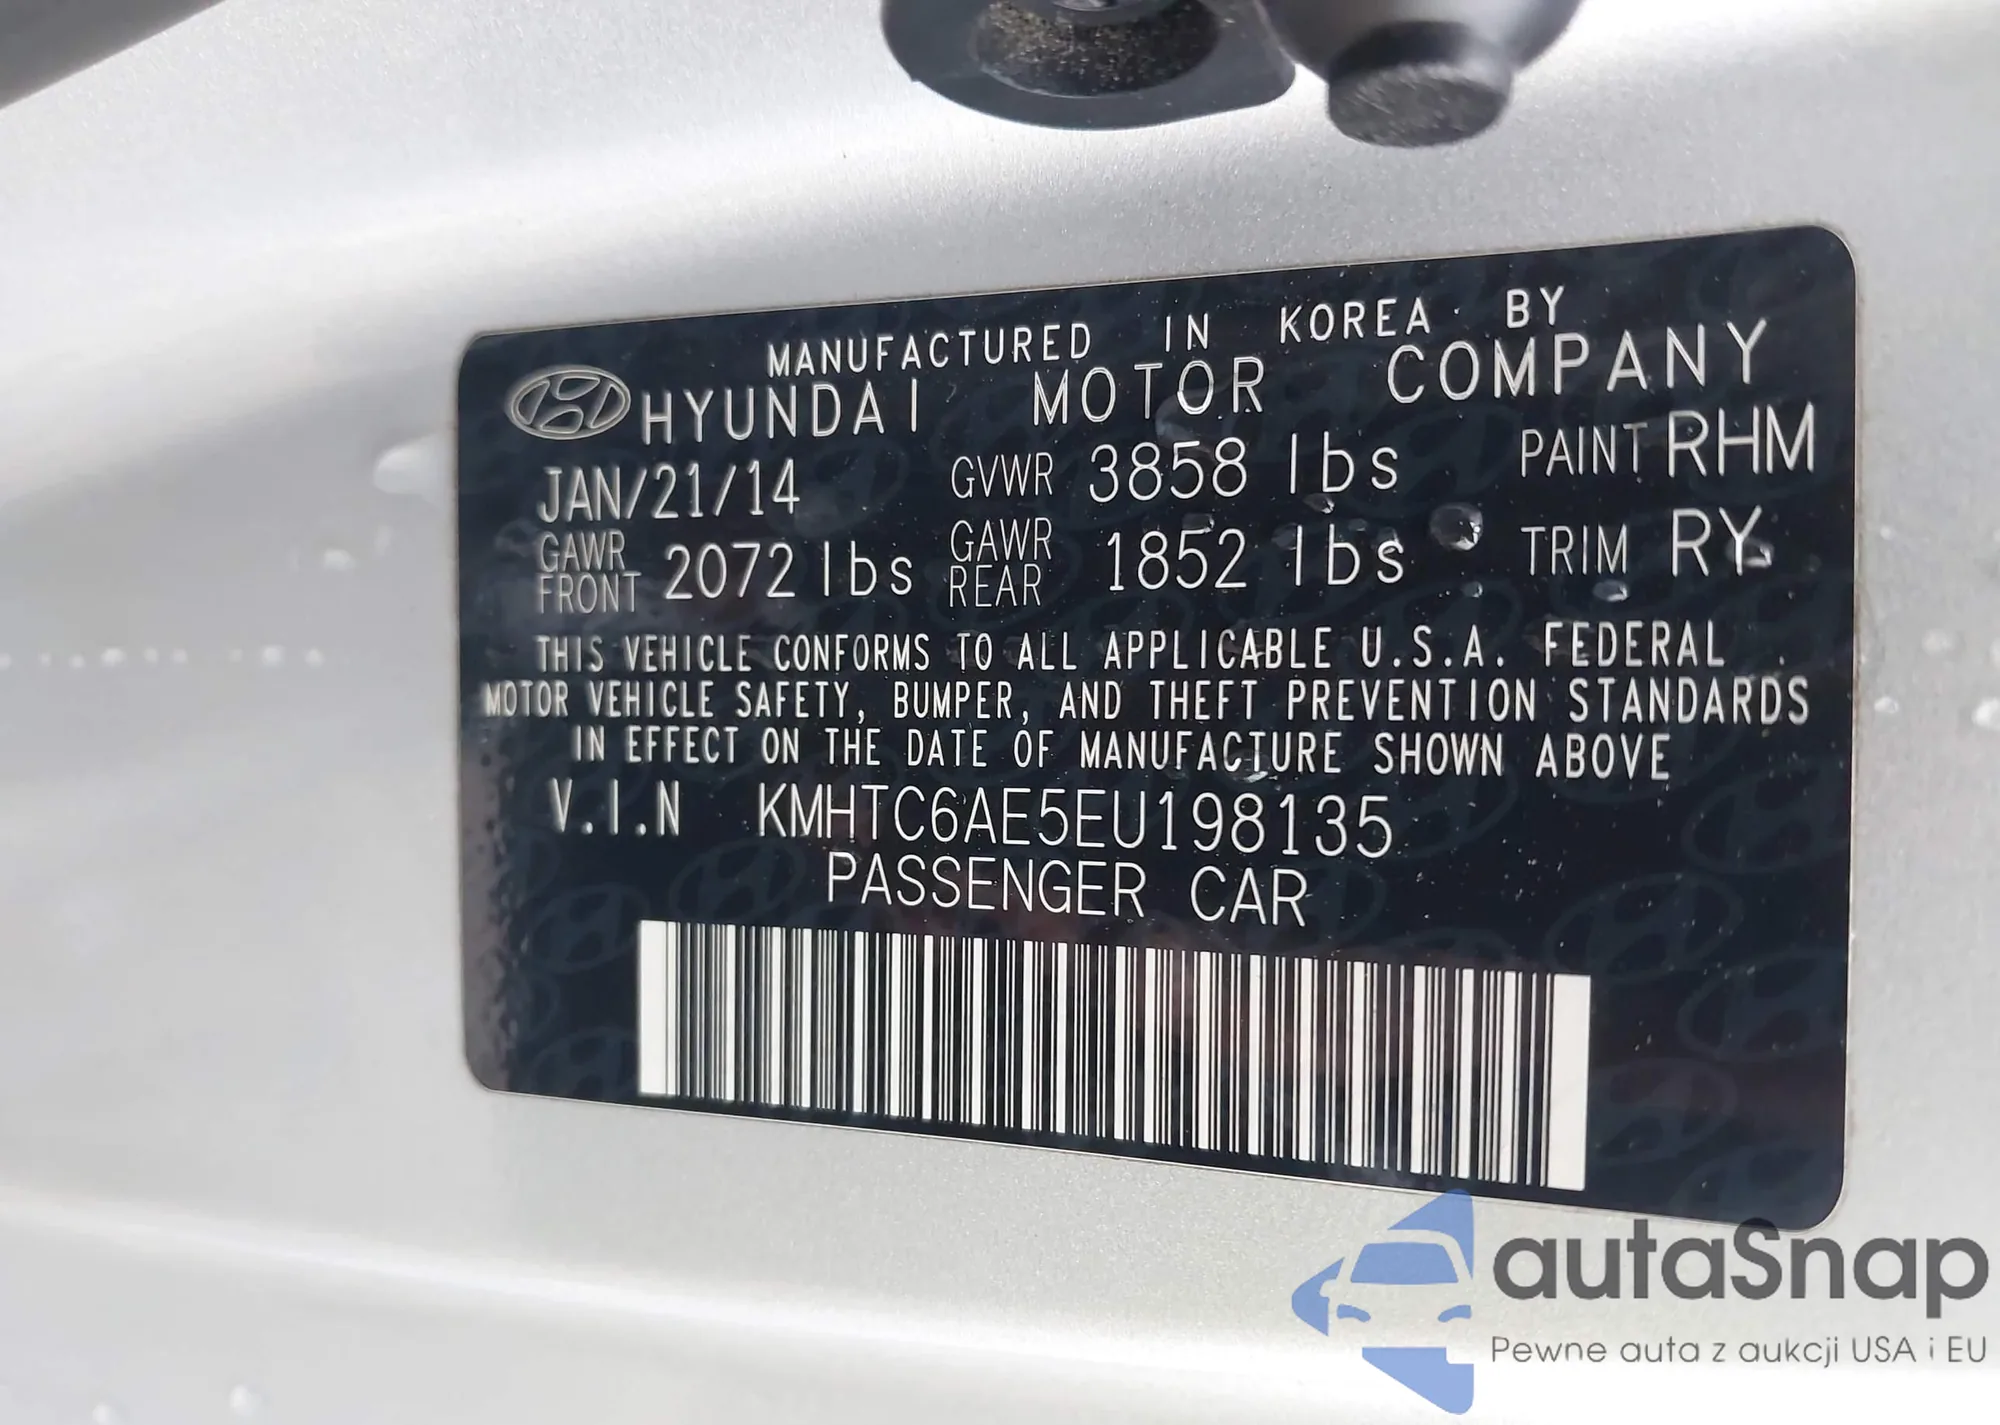 MANUFACTURED IN KOREA BY
HYUNDAI MOTOR COMPANY
JAN/21/14 GVWR 3858 lbs PAINT RHM
GAWR FRONT 2072 lbs GAWR REAR 1852 lbs TRIM RY
THIS VEHICLE CONFORMS TO ALL APPLICABLE U.S.A. FEDERAL
MOTOR VEHICLE SAFETY, BUMPER, AND THEFT PREVENTION STANDARDS
IN EFFECT ON THE DATE OF MANUFACTURE SHOWN ABOVE
V.I.N KMHTC6AE5EU198135
PASSENGER CAR
autaSnap
Pewne auta z aukcji USA i EU